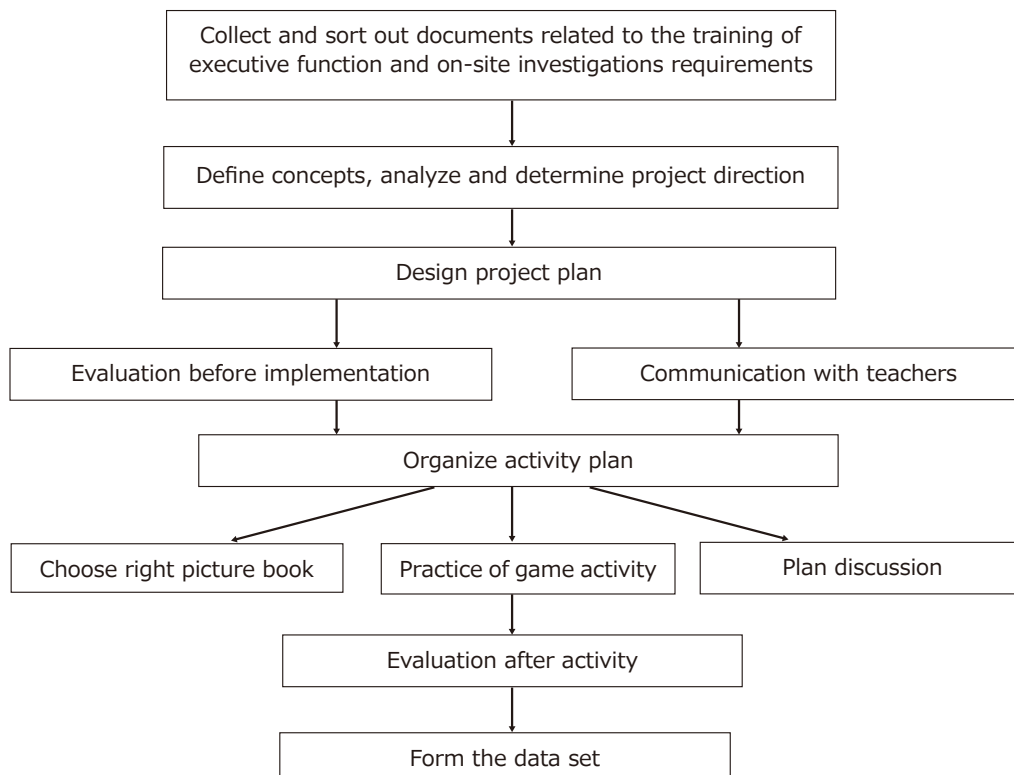 Collect and sort out documents related to the training of
executive function and on-site investigations requirements
Define concepts, analyze and determine project direction
Design project plan
Evaluation before implementation
Communication with teachers
Organize activity plan
Choose right picture book
Practice of game activity
Plan discussion
Evaluation after activity
Form the data set